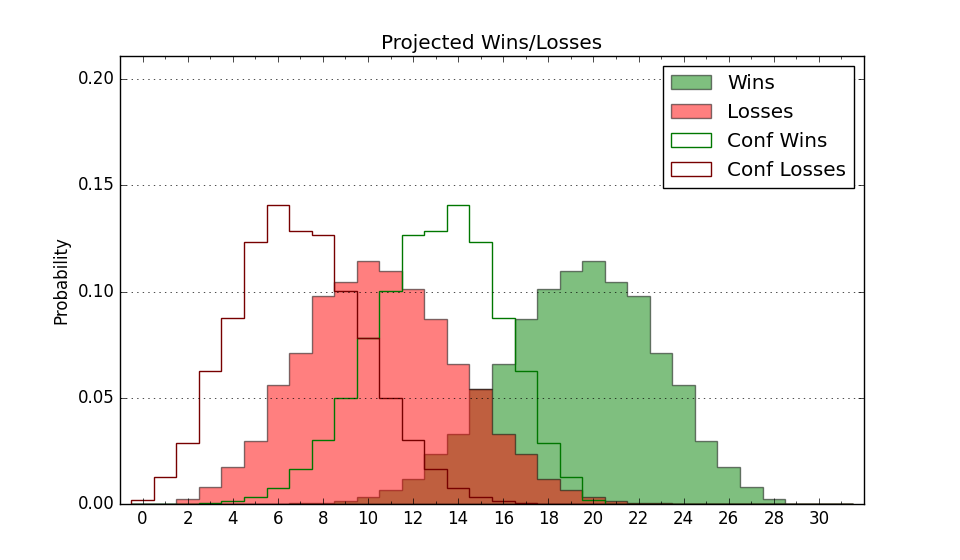 Projected Wins/Losses
Wins
Losses
Conf Wins
Conf Losses
Probability
0.20
0.15
0.10
0.05
0.00
0 2 4 6 8 10 12 14 16 18 20 22 24 26 28 30